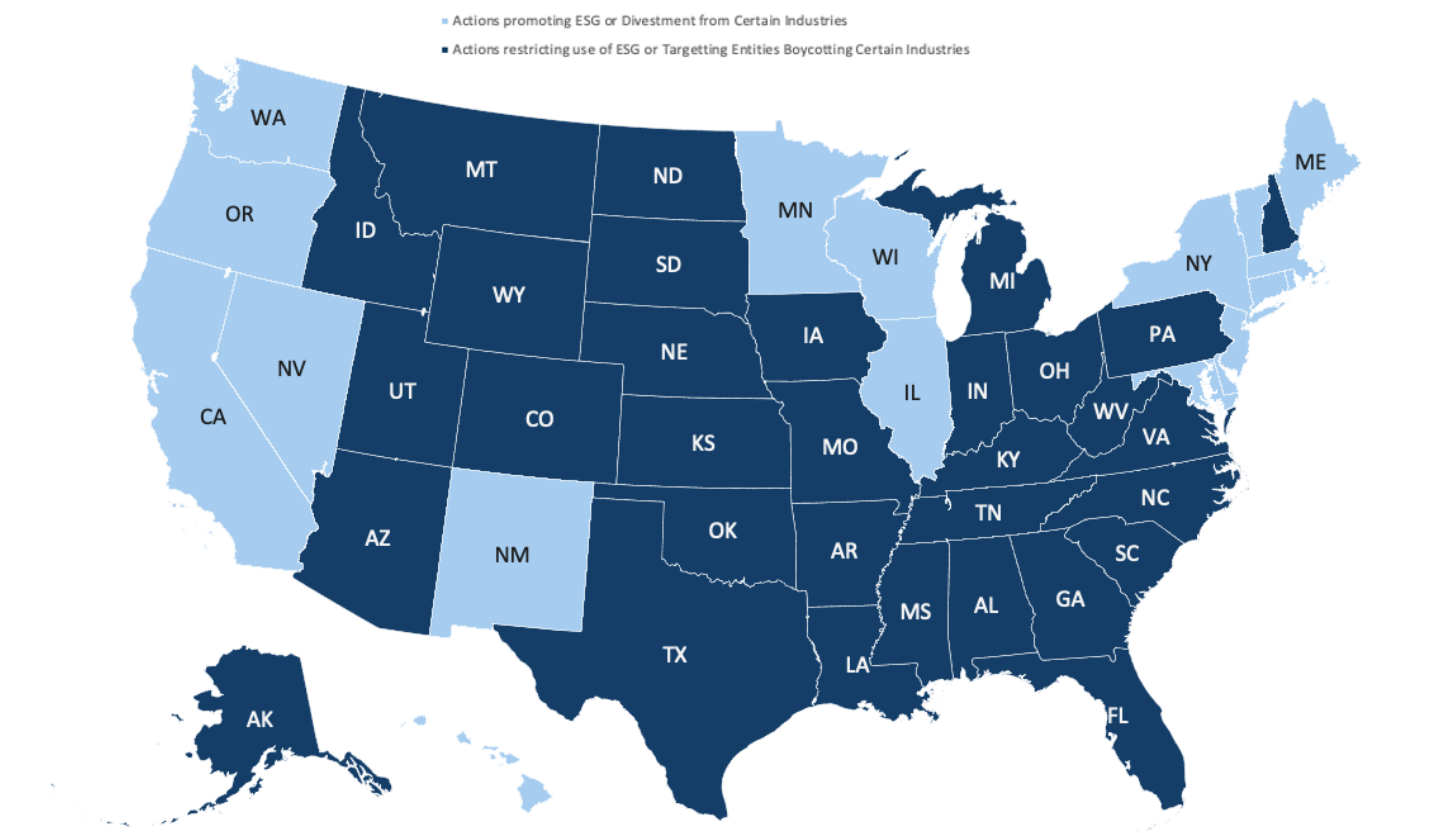 Actions promoting ESG or Divestment from Certain Industries
Actions restricting use of ESG or Targetting Entities Boycotting Certain Industries
WA
ME
MT
ND
MN
OR
ID
WI
NY
SD
MI
WY
IA
PA
NE
NV
OH
UT
IN
IL
CA
CO
WV
VA
KS
MO
KY
NC
TN
OK
AZ
AR
NM
SC
GA
AL
MS
TX
LA
FL
AK